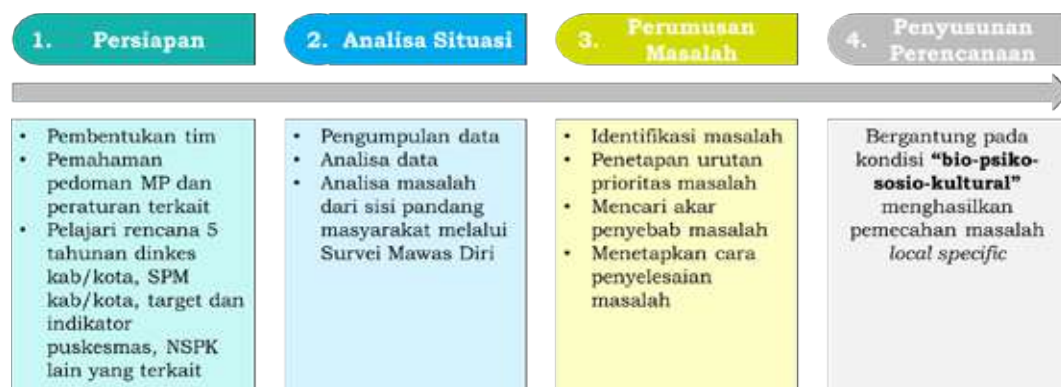 1. Persiapan
2. Analisa Situasi
3. Perumusan
Masalah
4. Penyusunan
Perencanaan
• Pembentukan tim
• Pemahaman
pedoman MP dan
peraturan terkait
• Pelajari rencana 5
tahunan dinkes
kab/kota, SPM
kab/kota, target dan
indikator
puskesmas, NSPK
lain yang terkait
• Pengumpulan data
• Analisa data
• Analisa masalah
dari sisi pandang
masyarakat melalui
Survei Mawas Diri
• Identifikasi masalah
• Penetapan urutan
prioritas masalah
• Mencari akar
penyebab masalah
• Menetapkan cara
penyelesaian
masalah
Bergantung pada
kondisi “bio-psiko-
sosio-kultural”
menghasilkan
pemecahan masalah
local specific